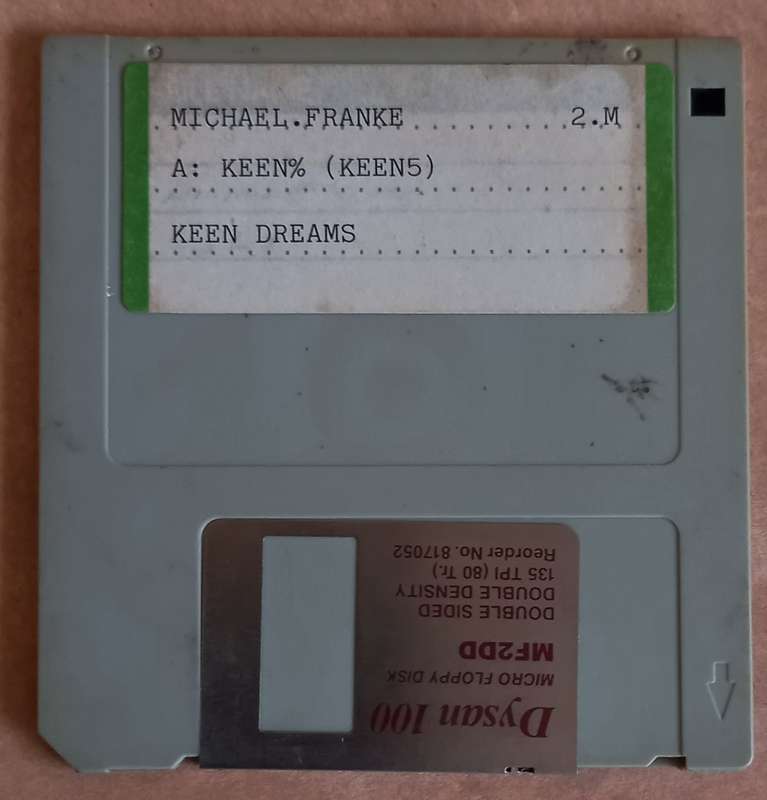 MICHAEL.FRANKE 2.M
A: KEEN% (KEEN5)
KEEN DREAMS
Dysan 100
MICRO FLOPPY DISK
MF2DD
DOUBLE SIDED
DOUBLE DENSITY
135 TPI (80 Tr.)
Reorder No. 817052